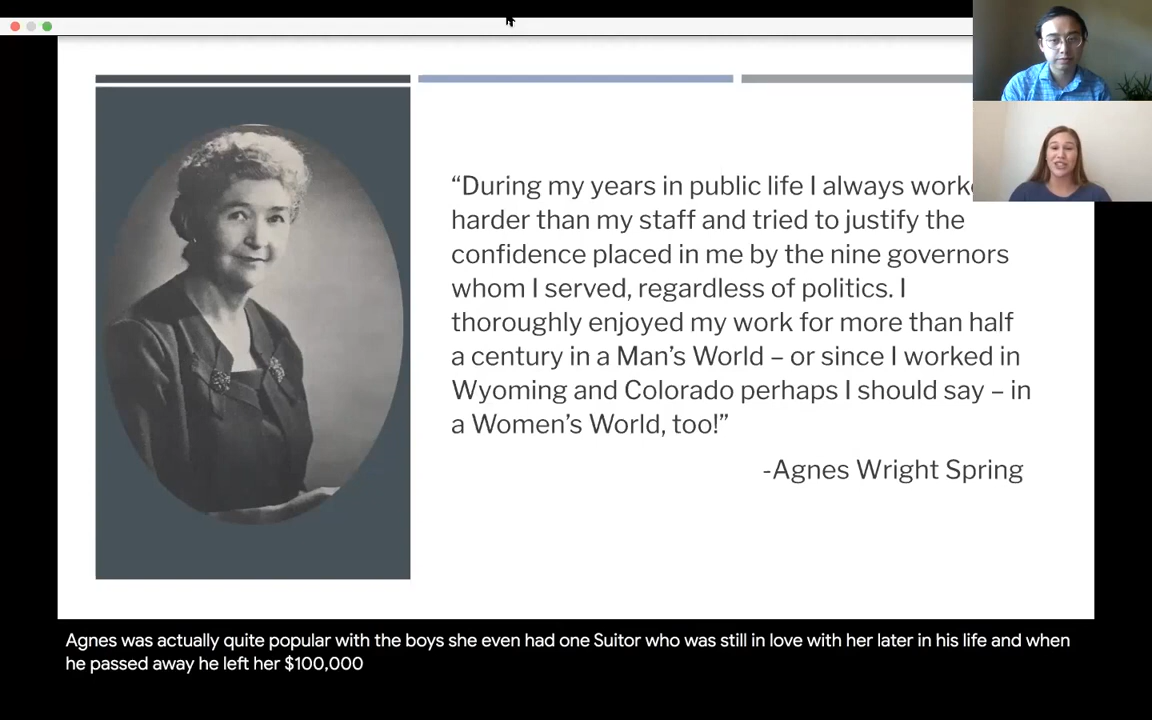 “During my years in public life I always
harder than my staff and tried to justify the
confidence placed in me by the nine governors
whom I served, regardless of politics. I
thoroughly enjoyed my work for more than half
a century in a Man’s World – or since I worked in
Wyoming and Colorado perhaps I should say – in
a Women’s World, too!”
-Agnes Wright Spring
Agnes was actually quite popular with the boys she even had one Suitor who was still in love with her later in his life and when
he passed away he left her $100,000